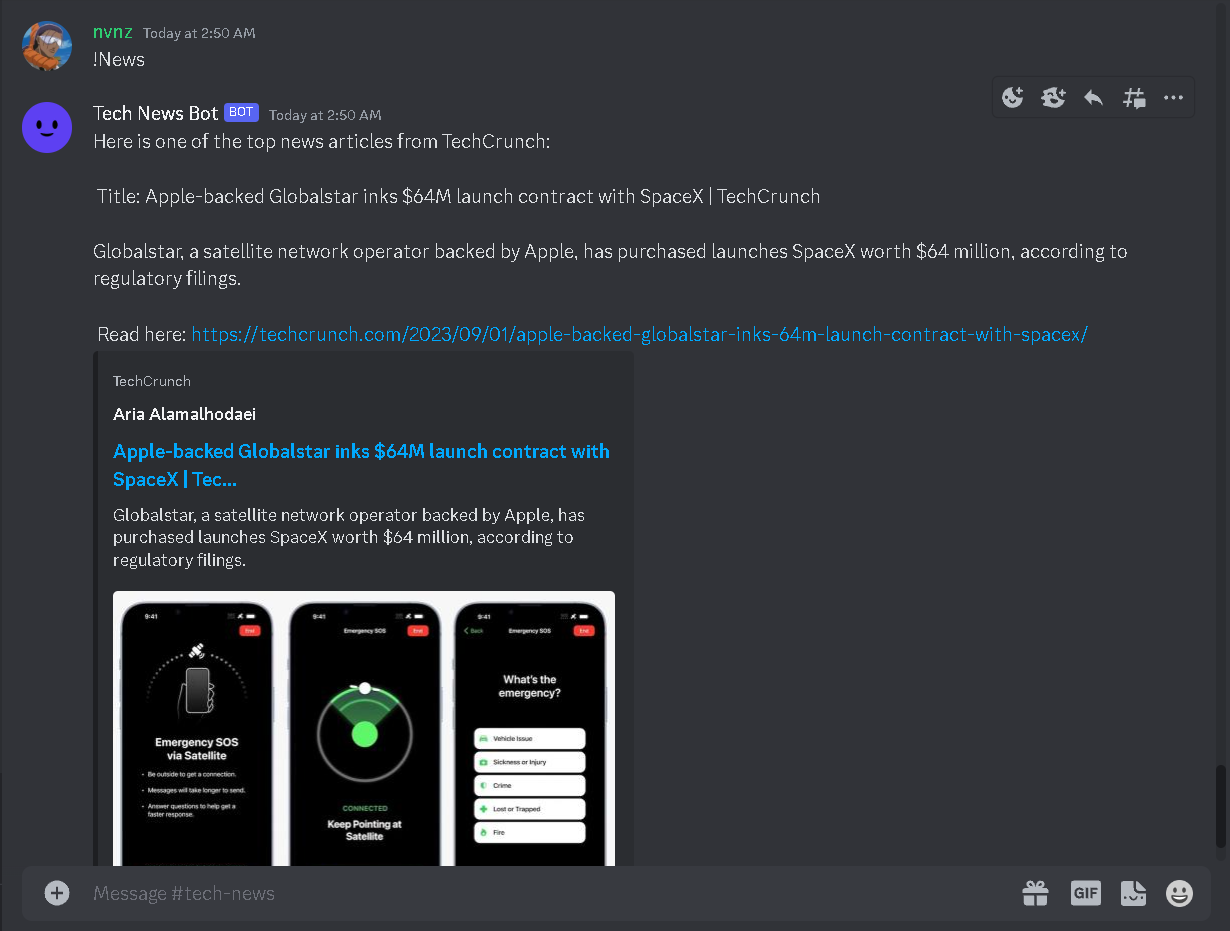 nvnz Today at 2:50 AM
!News
Tech News Bot BOT Today at 2:50 AM
Here is one of the top news articles from TechCrunch:
Title: Apple-backed Globalstar inks $64M launch contract with SpaceX | TechCrunch
Globalstar, a satellite network operator backed by Apple, has purchased launches SpaceX worth $64 million, according to
regulatory filings.
Read here: https://techcrunch.com/2023/09/01/apple-backed-globalstar-inks-64m-launch-contract-with-spacex/
TechCrunch
Aria Alamalhodaei
Apple-backed Globalstar inks $64M launch contract with
SpaceX | Tec...
Globalstar, a satellite network operator backed by Apple, has
purchased launches SpaceX worth $64 million, according to
regulatory filings.
9:41
End
Emergency SOS
via Satellite
• Be outside to get a connection.
• Messages will take longer to send.
• Answer questions to help get a
faster response.
9:41
Emergency SOS End
CONNECTED
Keep Pointing at
Satellite
9:41
Back Emergency SOS End
What's the
emergency?
Vehicle Issue
Sickness or Injury
Crime
Lost or Trapped
Fire
Message #tech-news
GIF